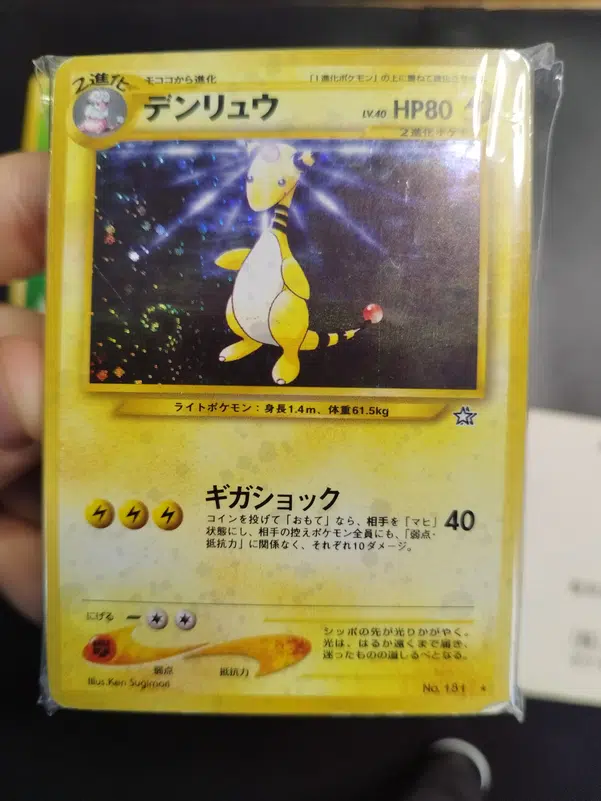 2進化
モココから進化
「1進化ポケモン」の上に重ねて
デンリュウ
LV.40 HP80
2進化ポケ
ライトポケモン：身長1.4m、体重61.5kg
ギガショック
40
コインを投げて「おもて」なら、相手を「マヒ」
状態にし、相手の控えポケモン全員にも、「弱点・
抵抗力」に関係なく、それぞれ10ダメージ。
にげる
弱点
抵抗力
シッポの先が光りかがやく。
光は、はるか遠くまで届き、
迷ったものの道しるべとなる。
Illus.Ken Sugimori
No. 181 ★